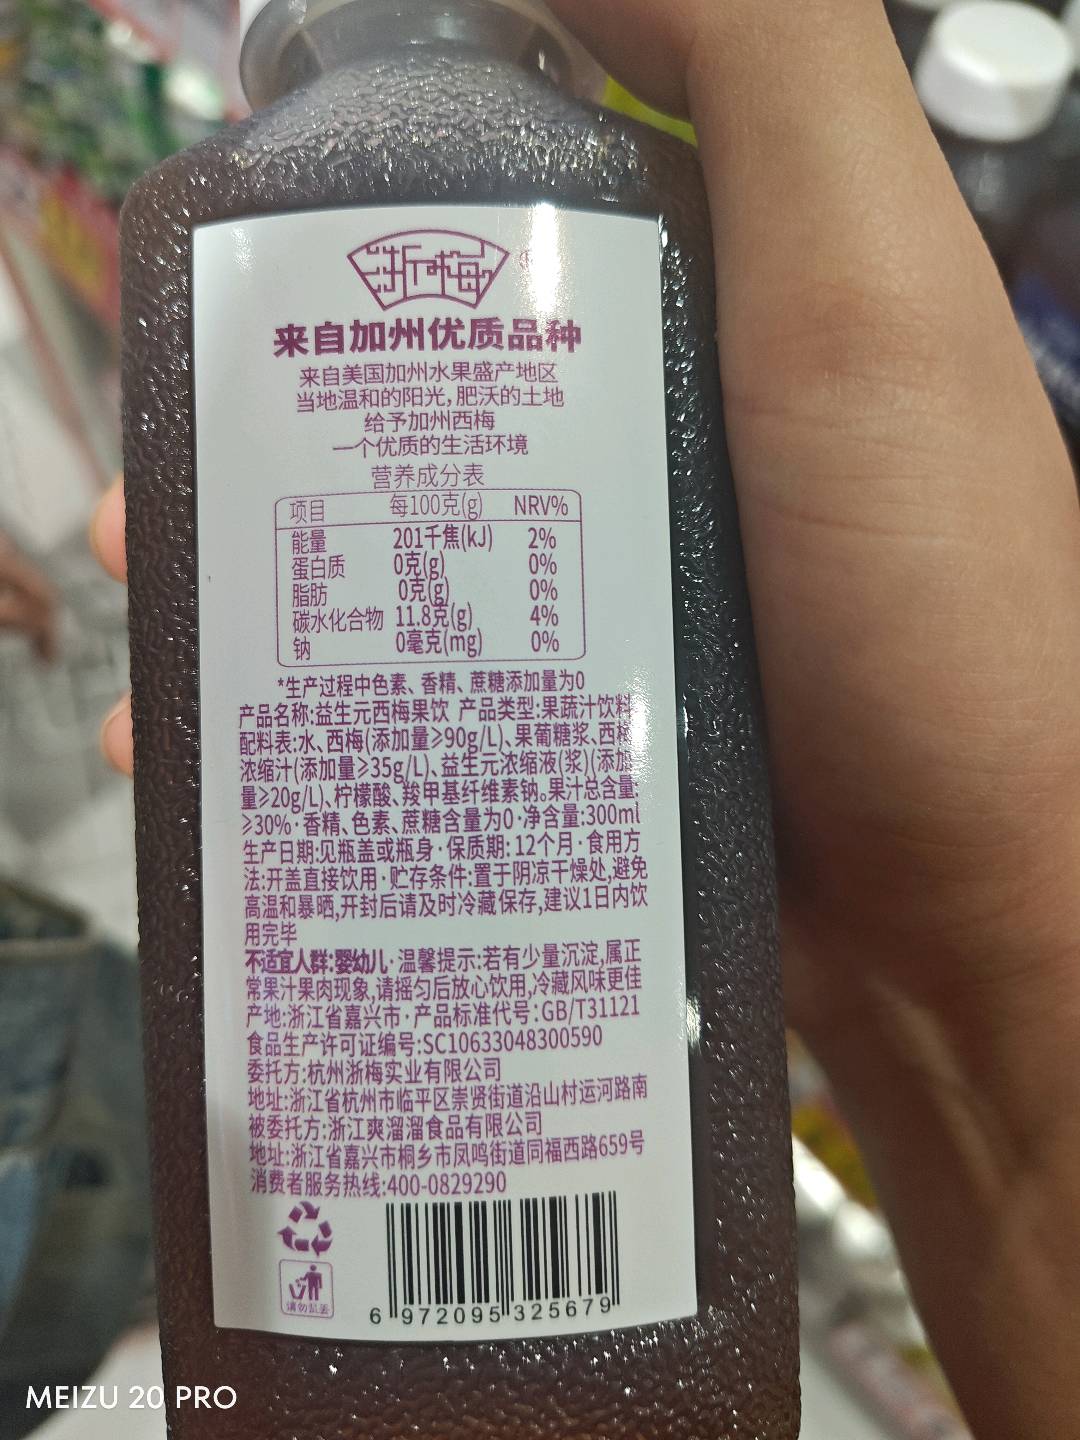 浙梅
来自加州优质品种
来自美国加州水果盛产地区
当地温和的阳光,肥沃的土地
给予加州西梅
一个优质的生活环境
营养成分表
项目 每100克(g) NRV%
能量 201千焦(kJ) 2%
蛋白质 0克(g) 0%
脂肪 0克(g) 0%
碳水化合物 11.8克(g) 4%
钠 0毫克(mg) 0%
*生产过程中色素、香精、蔗糖添加量为0
产品名称:益生元西梅果饮 产品类型:果蔬汁饮料
配料表:水、西梅(添加量≥90g/L)、果葡糖浆、西梅
浓缩汁(添加量≥35g/L)、益生元浓缩液(浆)(添加
量≥20g/L)、柠檬酸、羧甲基纤维素钠。果汁总含量:
≥30%·香精、色素、蔗糖含量为0·净含量:300ml
生产日期:见瓶盖或瓶身·保质期:12个月·食用方
法:开盖直接饮用·贮存条件:置于阴凉干燥处,避免
高温和暴晒,开封后请及时冷藏保存,建议1日内饮
用完毕
不适宜人群:婴幼儿·温馨提示:若有少量沉淀,属正
常果汁果肉现象,请摇匀后放心饮用,冷藏风味更佳
产地:浙江省嘉兴市·产品标准代号:GB/T31121
食品生产许可证编号:SC10633048300590
委托方:杭州浙梅实业有限公司
地址:浙江省杭州市临平区崇贤街道沿山村运河路南
被委托方:浙江爽溜溜食品有限公司
地址:浙江省嘉兴市桐乡市凤鸣街道同福西路659号
消费者服务热线:400-0829290
请勿乱丢
6 972095 325679
MEIZU 20 PRO